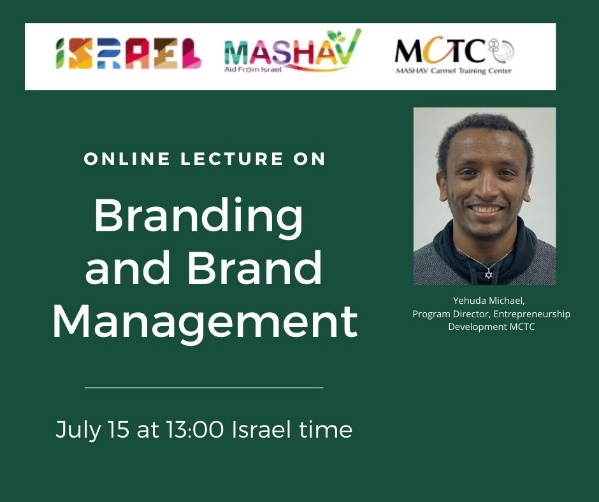 ISRAEL
MASHAV
Aid From Israel
MCTC
MASHAV Carmel Training Center
ONLINE LECTURE ON
Branding
and Brand
Management
Yehuda Michael,
Program Director, Entrepreneurship
Development MCTC
July 15 at 13:00 Israel time